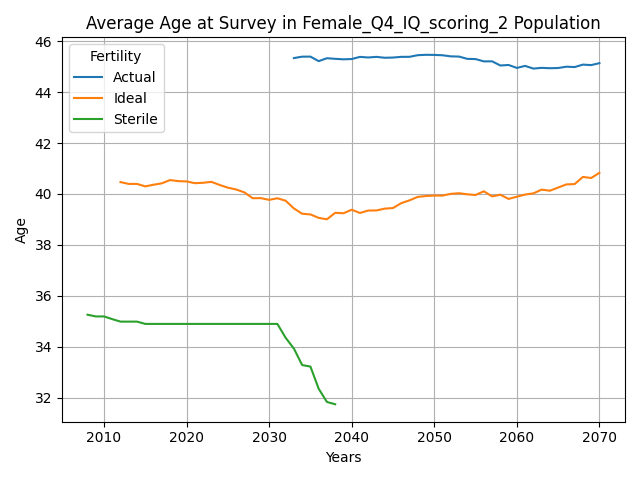 Average Age at Survey in Female_Q4_IQ_scoring_2 Population
46
44
42
40
38
36
34
32
Age
Fertility
Actual
Ideal
Sterile
2010 2020 2030 2040 2050 2060 2070
Years